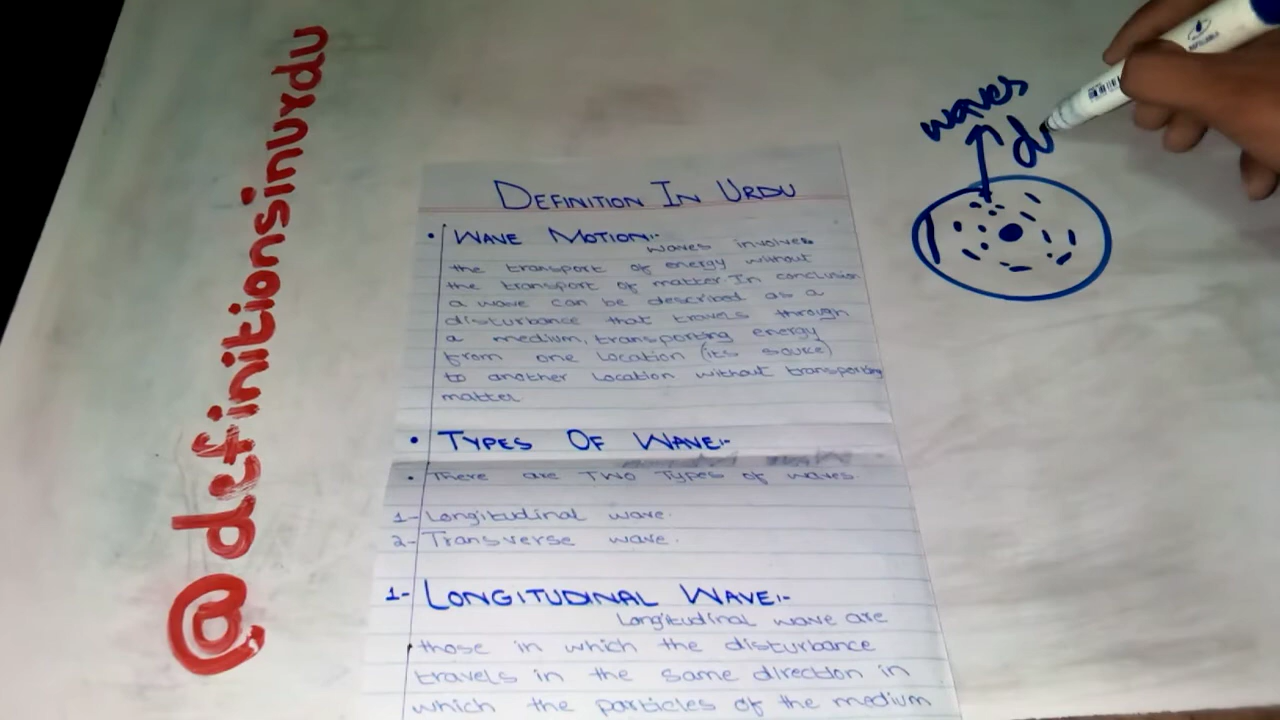 @definitionsinurdu
DEFINITION IN URDU
• WAVE MOTION:-
Waves involves
the transport of energy without
the transport of matter. In conclusion
a wave can be described as a
disturbance that travels through
a medium, transporting energy
from one location (its souce)
to another location without transporting
matter
• TYPES OF WAVE:-
• There are Two Types of waves.
1- Longitudinal wave.
2- Transverse wave.
1- LONGITUDINAL WAVE:-
Longitudinal wave are
those in which the disturbance
travels in the same direction in
which the particles of the medium
waves